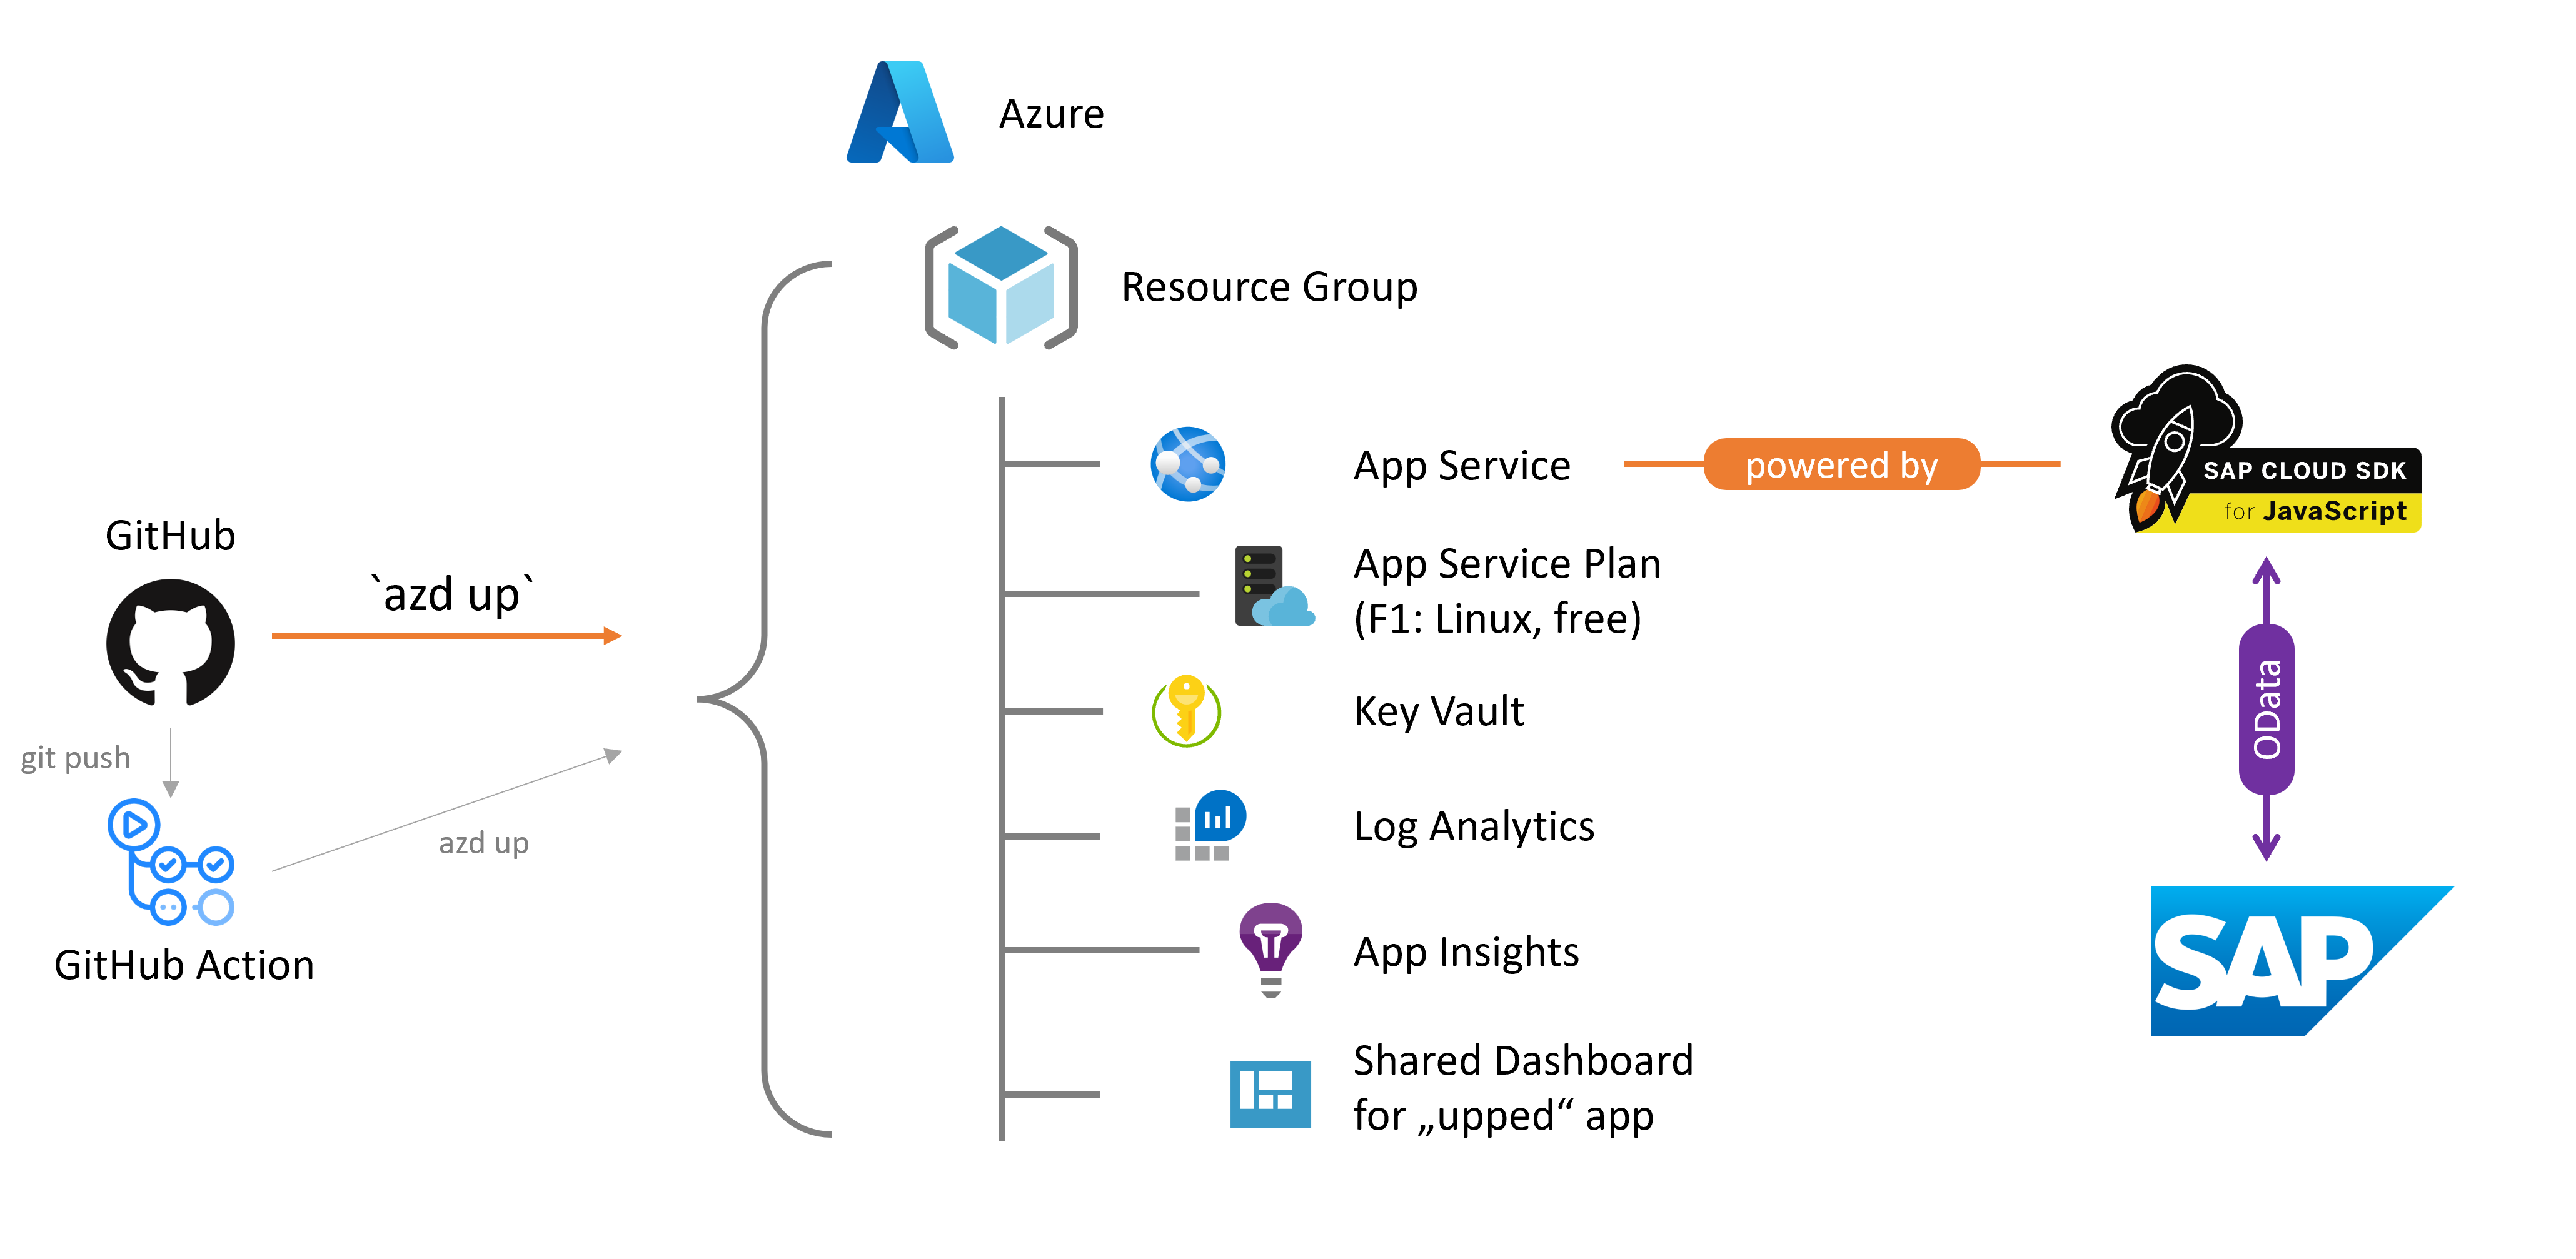 Azure
Resource Group
GitHub
`azd up`
git push
azd up
GitHub Action
App Service
powered by
SAP CLOUD SDK
for JavaScript
App Service Plan
(F1: Linux, free)
Key Vault
OData
Log Analytics
App Insights
SAP
Shared Dashboard
for „upped“ app